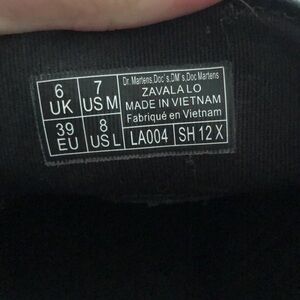 6 UK
7 US M
39 EU
8 US L
Dr. Martens, Doc's, DM's, Doc Martens
ZAVALA LO
MADE IN VIETNAM
Fabriqué en Vietnam
LA004
SH 12 X